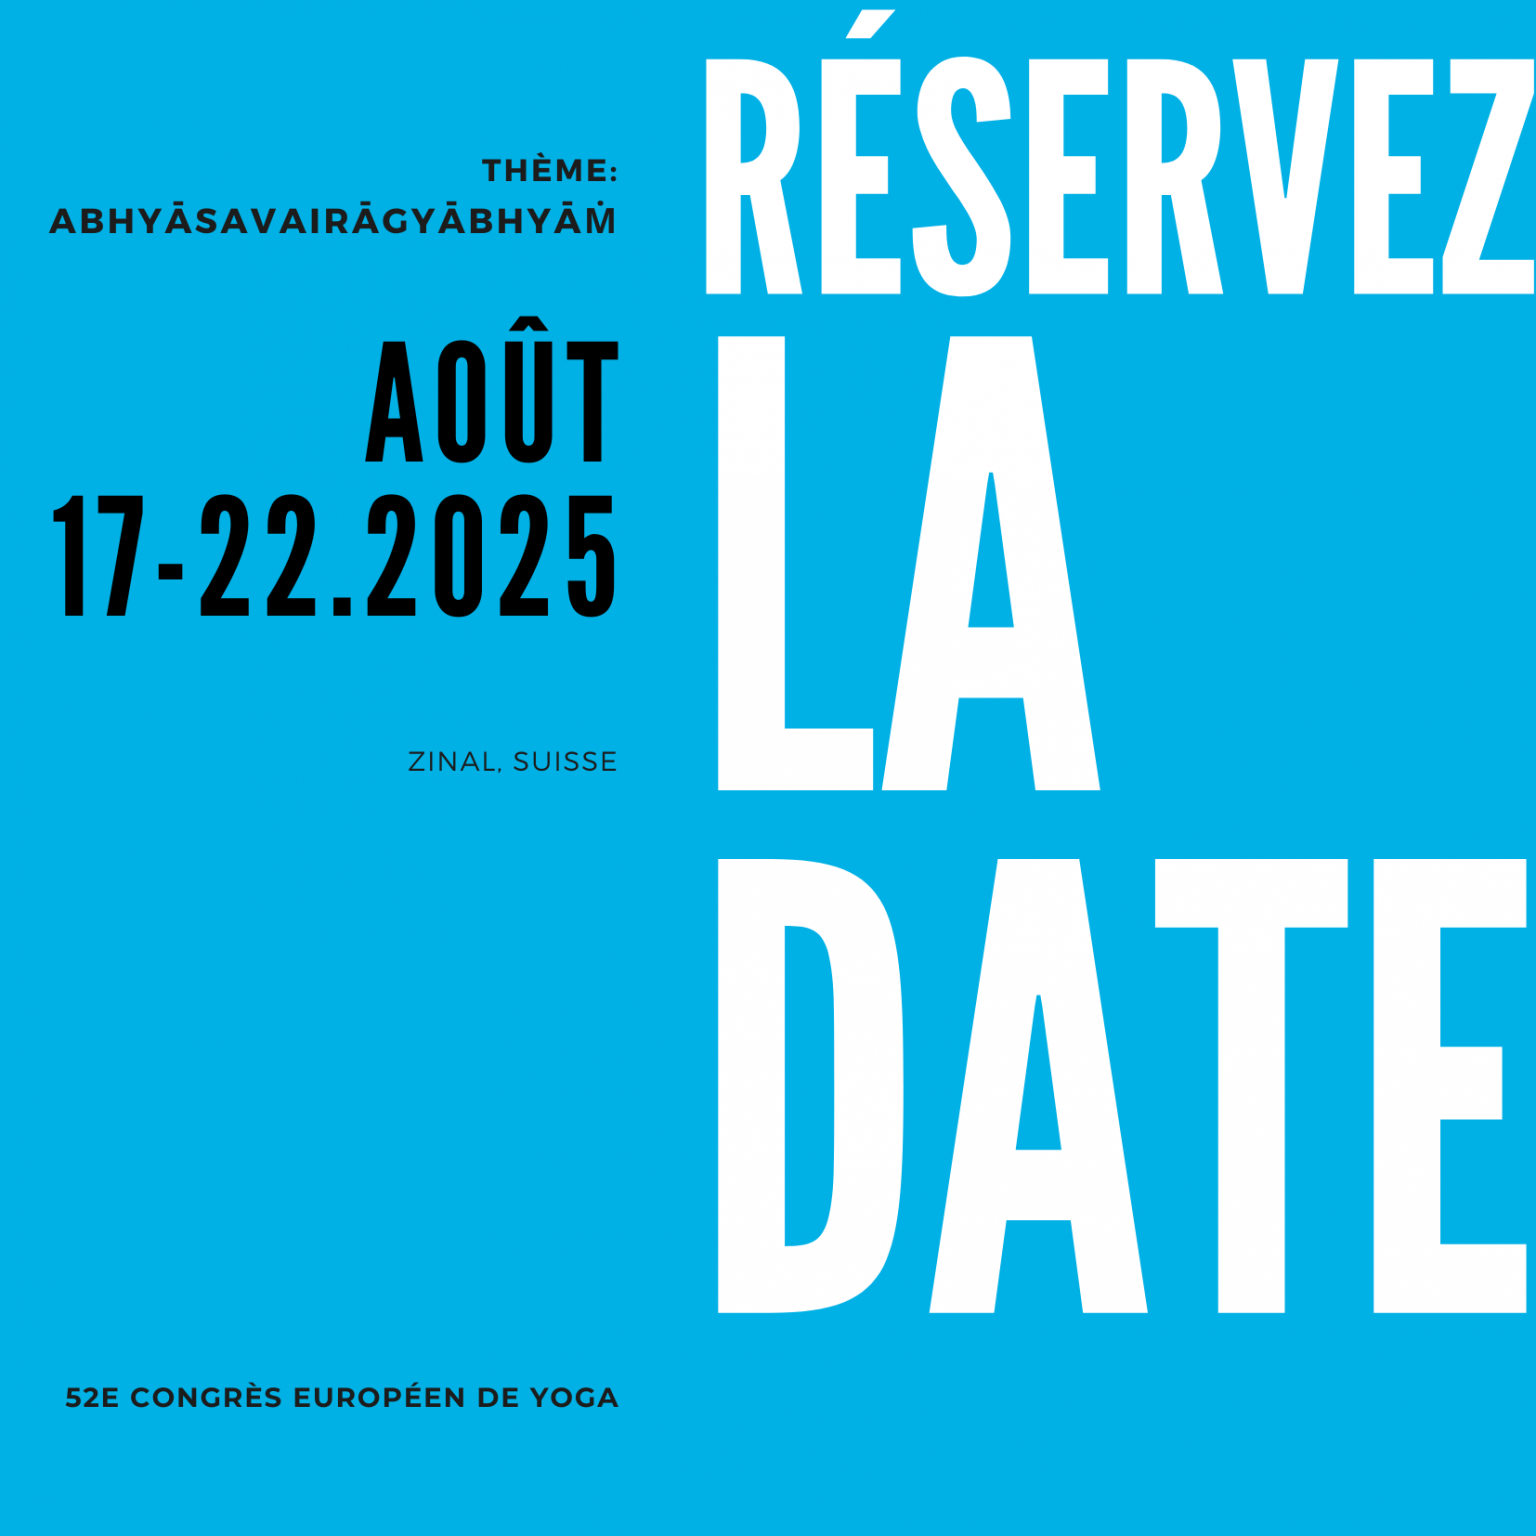 THÈME:
ABHYĀSAVAIRĀGYĀBHYĀṀ
AOÛT
17-22.2025
ZINAL, SUISSE
52E CONGRÈS EUROPÉEN DE YOGA
RÉSERVEZ
LA
DATE